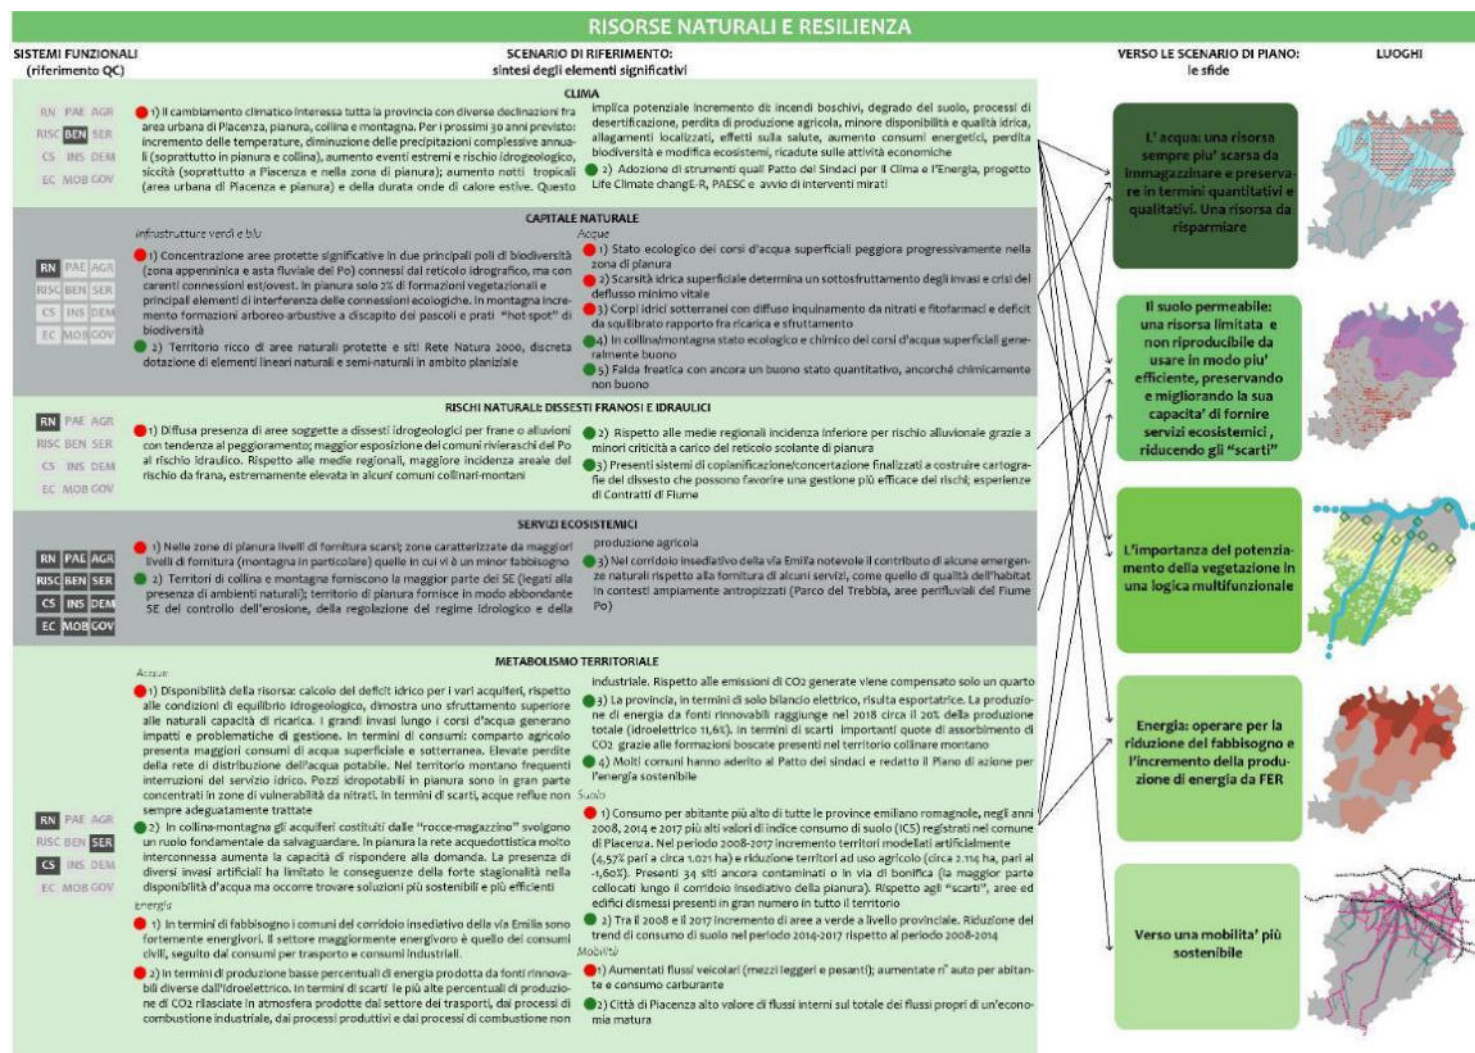 RISORSE NATURALI E RESILIENZA
SISTEMI FUNZIONALI
(riferimento QC)
SCENARIO DI RIFERIMENTO:
sintesi degli elementi significativi
VERSO LE SCENARIO DI PIANO:
le sfide
LUOGHI
CLIMA
RN PAE AGR
RISC BEN SER
CS INS DEM
EC MOB GOV
1) Il cambiamento climatico interessa tutta la provincia con diverse declinazioni fra
area urbana di Piacenza, pianura, collina e montagna. Per i prossimi 30 anni previsto:
incremento delle temperature, diminuzione delle precipitazioni complessive annua-
li (soprattutto in pianura e collina), aumento eventi estremi e rischio idrogeologico,
siccità (soprattutto a Piacenza e nella zona di pianura); aumento notti tropicali
(area urbana di Piacenza e pianura) e della durata onde di calore estive. Questo
implica potenziale incremento di: incendi boschivi, degrado del suolo, processi di
desertificazione, perdita di produzione agricola, minore disponibilità e qualità idrica,
allagamenti localizzati, effetti sulla salute, aumento consumi energetici, perdita
biodiversità e modifica ecosistemi, ricadute sulle attività economiche
2) Adozione di strumenti quali Patto dei Sindaci per il Clima e l'Energia, progetto
Life Climate changE-R, PAESC e avvio di interventi mirati
CAPITALE NATURALE
RN PAE AGR
RISC BEN SER
CS INS DEM
EC MOB GOV
Infrastrutture verdi e blu
1) Concentrazione aree protette significative in due principali poli di biodiversità
(zona appenninica e asta fluviale del Po) connessi dal reticolo idrografico, ma con
carenti connessioni est/ovest. In pianura solo 2% di formazioni vegetazionali e
principali elementi di interferenza delle connessioni ecologiche. In montagna incre-
mento formazioni arboreo-arbustive a discapito dei pascoli e prati "hot-spot" di
biodiversità
2) Territorio ricco di aree naturali protette e siti Rete Natura 2000, discreta
dotazione di elementi lineari naturali e semi-naturali in ambito planiziale
Acque
1) Stato ecologico dei corsi d'acqua superficiali peggiora progressivamente nella
zona di pianura
2) Scarsità idrica superficiale determina un sottosfruttamento degli invasi e crisi del
deflusso minimo vitale
3) Corpi idrici sotterranei con diffuso inquinamento da nitrati e fitofarmaci e deficit
da squilibrato rapporto fra ricarica e sfruttamento
4) In collina/montagna stato ecologico e chimico dei corsi d'acqua superficiali gene-
ralmente buono
5) Falda freatica con ancora un buono stato quantitativo, ancorché chimicamente
non buono
RISCHI NATURALI: DISSESTI FRANOSI E IDRAULICI
RN PAE AGR
RISC BEN SER
CS INS DEM
EC MOB GOV
1) Diffusa presenza di aree soggette a dissesti idrogeologici per frane o alluvioni
con tendenza al peggioramento; maggior esposizione dei comuni rivieraschi del Po
al rischio idraulico. Rispetto alle medie regionali, maggiore incidenza areale del
rischio da frana, estremamente elevata in alcuni comuni collinari-montani
2) Rispetto alle medie regionali incidenza inferiore per rischio alluvionale grazie a
minori criticità a carico del reticolo scolante di pianura
3) Presenti sistemi di copianificazione/concertazione finalizzati a costruire cartogra-
fie del dissesto che possono favorire una gestione più efficace dei rischi; esperienze
di Contratti di Fiume
SERVIZI ECOSISTEMICI
RN PAE AGR
RISC BEN SER
CS INS DEM
EC MOB GOV
1) Nelle zone di pianura livelli di fornitura scarsi; zone caratterizzate da maggiori
livelli di fornitura (montagna in particolare) quelle in cui vi è un minor fabbisogno
2) Territori di collina e montagna forniscono la maggior parte dei SE (legati alla
presenza di ambienti naturali); territorio di pianura fornisce in modo abbondante
SE del controllo dell'erosione, della regolazione del regime idrologico e della
produzione agricola
3) Nel corridoio insediativo della via Emilia notevole il contributo di alcune emergen-
ze naturali rispetto alla fornitura di alcuni servizi, come quello di qualità dell'habitat
in contesti ampiamente antropizzati (Parco del Trebbia, aree perifluviali del Fiume
Po)
METABOLISMO TERRITORIALE
RN PAE AGR
RISC BEN SER
CS INS DEM
EC MOB GOV
Acque
1) Disponibilità della risorsa: calcolo del deficit idrico per i vari acquiferi, rispetto
alle condizioni di equilibrio idrogeologico, dimostra uno sfruttamento superiore
alle naturali capacità di ricarica. I grandi invasi lungo i corsi d'acqua generano
impatti e problematiche di gestione. In termini di consumi: comparto agricolo
presenta maggiori consumi di acqua superficiale e sotterranea. Elevate perdite
della rete di distribuzione dell'acqua potabile. Nel territorio montano frequenti
interruzioni del servizio idrico. Pozzi idropotabili in pianura sono in gran parte
concentrati in zone di vulnerabilità da nitrati. In termini di scarti, acque reflue non
sempre adeguatamente trattate
2) In collina-montagna gli acquiferi costituiti dalle "rocce-magazzino" svolgono
un ruolo fondamentale da salvaguardare. In pianura la rete acquedottistica molto
interconnessa aumenta la capacità di rispondere alla domanda. La presenza di
diversi invasi artificiali ha limitato le conseguenze della forte stagionalità nella
disponibilità d'acqua ma occorre trovare soluzioni più sostenibili e più efficienti
Energia
1) In termini di fabbisogno i comuni del corridoio insediativo della via Emilia sono
fortemente energivori. Il settore maggiormente energivoro è quello dei consumi
civili, seguito dai consumi per trasporto e consumi industriali.
2) In termini di produzione basse percentuali di energia prodotta da fonti rinnova-
bili diverse dall'idroelettrico. In termini di scarti le più alte percentuali di produzio-
ne di CO2 rilasciate in atmosfera prodotte dal settore dei trasporti, dai processi di
combustione industriale, dai processi produttivi e dai processi di combustione non
industriale. Rispetto alle emissioni di CO2 generate viene compensato solo un quarto
3) La provincia, in termini di solo bilancio elettrico, risulta esportatrice. La produzio-
ne di energia da fonti rinnovabili raggiunge nel 2018 circa il 20% della produzione
totale (idroelettrico 11,6%). In termini di scarti importanti quote di assorbimento di
CO2 grazie alle formazioni boscate presenti nel territorio collinare montano
4) Molti comuni hanno aderito al Patto dei sindaci e redatto il Piano di azione per
l'energia sostenibile
Suolo
1) Consumo per abitante più alto di tutte le province emiliano romagnole, negli anni
2008, 2014 e 2017 più alti valori di indice consumo di suolo (ICS) registrati nel comune
di Piacenza. Nel periodo 2008-2017 incremento territori modellati artificialmente
(4,57% pari a circa 1.021 ha) e riduzione territori ad uso agricolo (circa 2.114 ha, pari al
-1,60%). Presenti 34 siti ancora contaminati o in via di bonifica (la maggior parte
collocati lungo il corridoio insediativo della pianura). Rispetto agli "scarti", aree ed
edifici dismessi presenti in gran numero in tutto il territorio
2) Tra il 2008 e il 2017 incremento di aree a verde a livello provinciale. Riduzione del
trend di consumo di suolo nel periodo 2014-2017 rispetto al periodo 2008-2014
Mobilità
1) Aumentati flussi veicolari (mezzi leggeri e pesanti); aumentate n° auto per abitan-
te e consumo carburante
2) Città di Piacenza alto valore di flussi interni sul totale dei flussi propri di un'econo-
mia matura
L' acqua: una risorsa
sempre piu' scarsa da
immagazzinare e preserva-
re in termini quantitativi e
qualitativi. Una risorsa da
risparmiare
Il suolo permeabile:
una risorsa limitata e
non riproducibile da
usare in modo piu'
efficiente, preservando
e migliorando la sua
capacita' di fornire
servizi ecosistemici ,
riducendo gli "scarti"
L'importanza del potenzia-
mento della vegetazione in
una logica multifunzionale
Energia: operare per la
riduzione del fabbisogno e
l'incremento della produ-
zione di energia da FER
Verso una mobilita' più
sostenibile